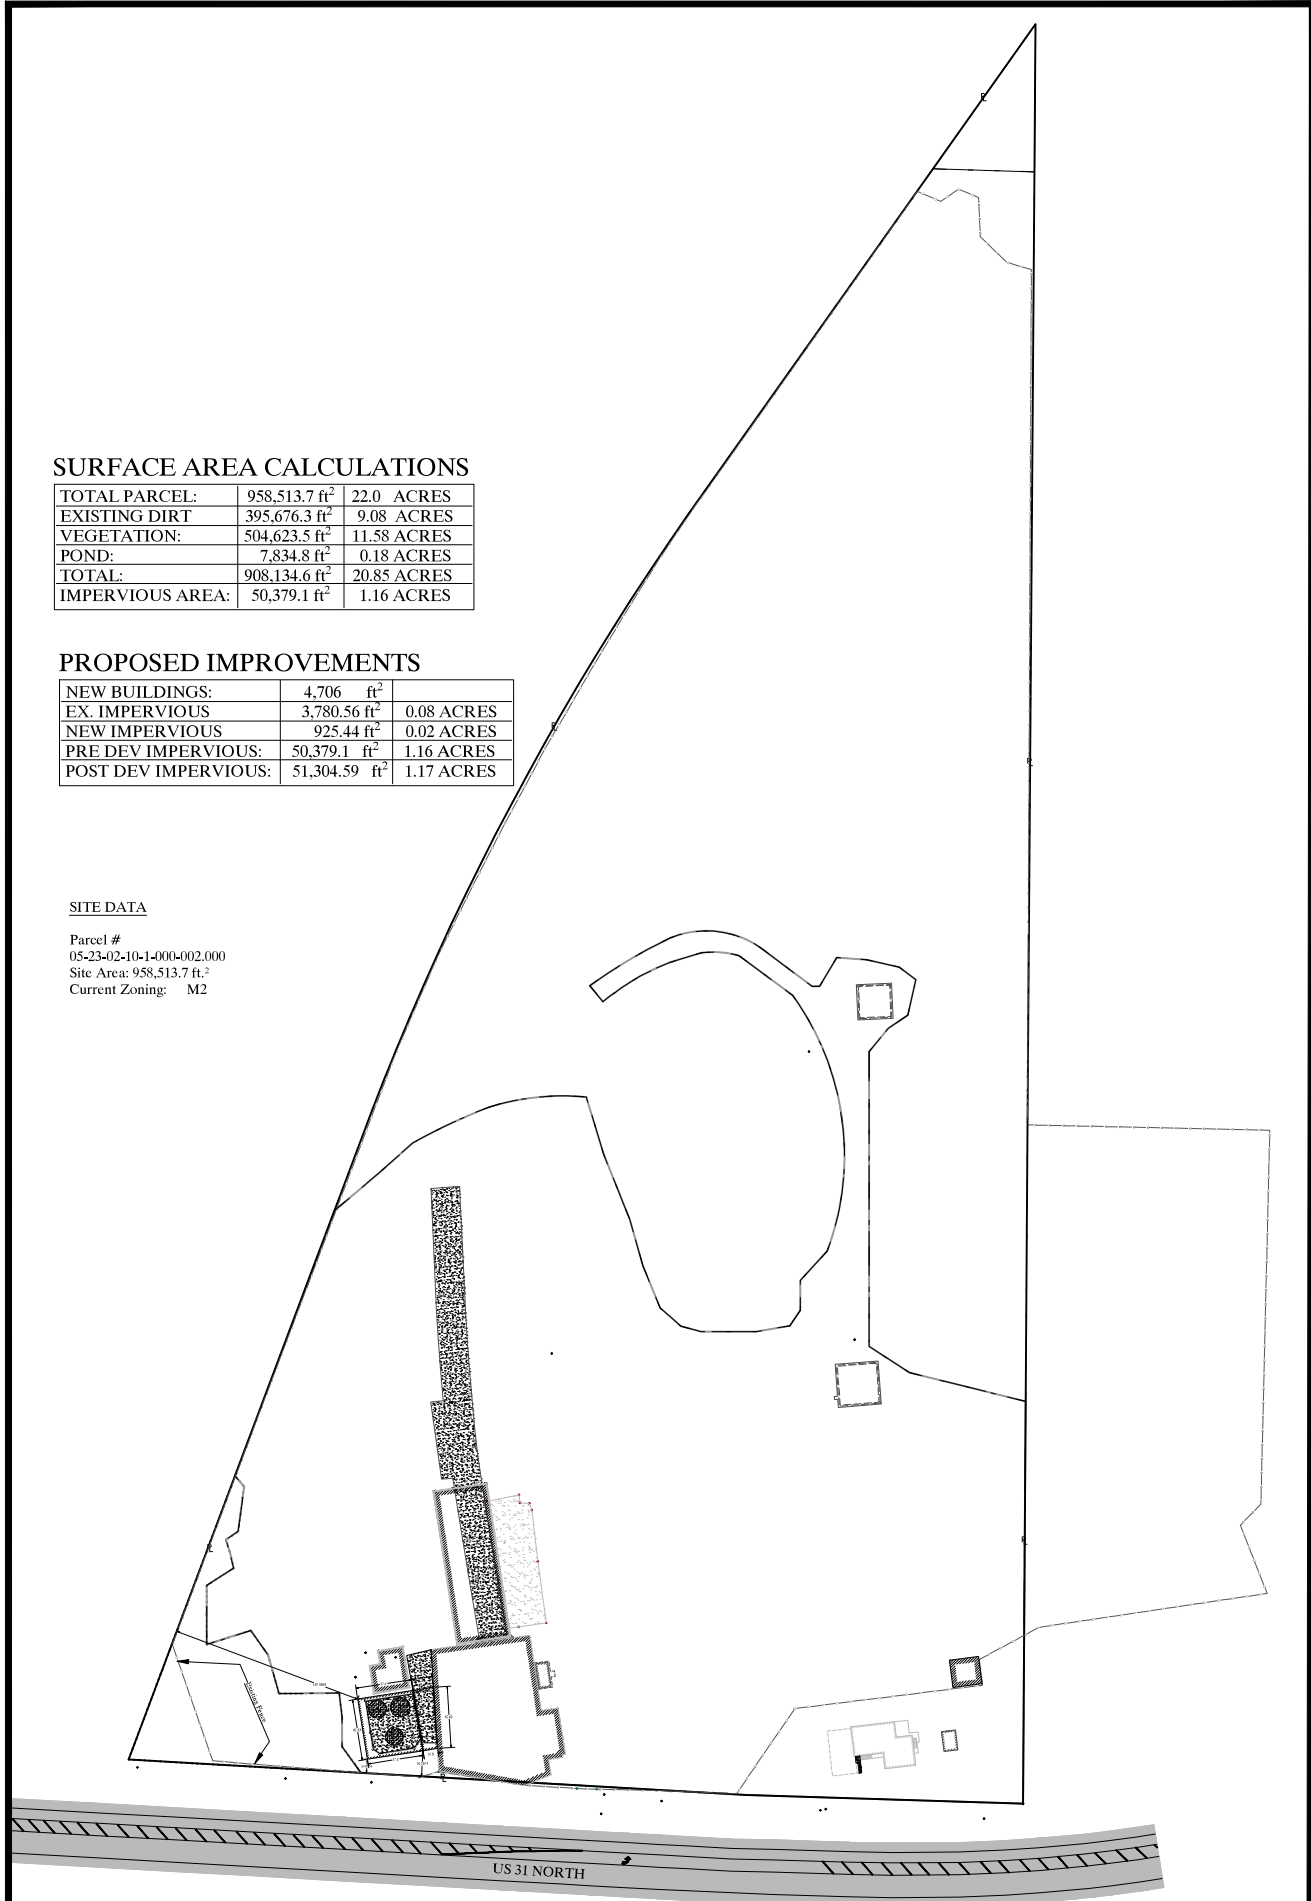 SURFACE AREA CALCULATIONS
TOTAL PARCEL: 958,513.7 ft² 22.0 ACRES
EXISTING DIRT 395,676.3 ft² 9.08 ACRES
VEGETATION: 504,623.5 ft² 11.58 ACRES
POND: 7,834.8 ft² 0.18 ACRES
TOTAL: 908,134.6 ft² 20.85 ACRES
IMPERVIOUS AREA: 50,379.1 ft² 1.16 ACRES
PROPOSED IMPROVEMENTS
NEW BUILDINGS: 4,706 ft²
EX. IMPERVIOUS 3,780.56 ft² 0.08 ACRES
NEW IMPERVIOUS 925.44 ft² 0.02 ACRES
PRE DEV IMPERVIOUS: 50,379.1 ft² 1.16 ACRES
POST DEV IMPERVIOUS: 51,304.59 ft² 1.17 ACRES
SITE DATA
Parcel #
05-23-02-10-1-000-002.000
Site Area: 958,513.7 ft.²
Current Zoning: M2
US 31 NORTH